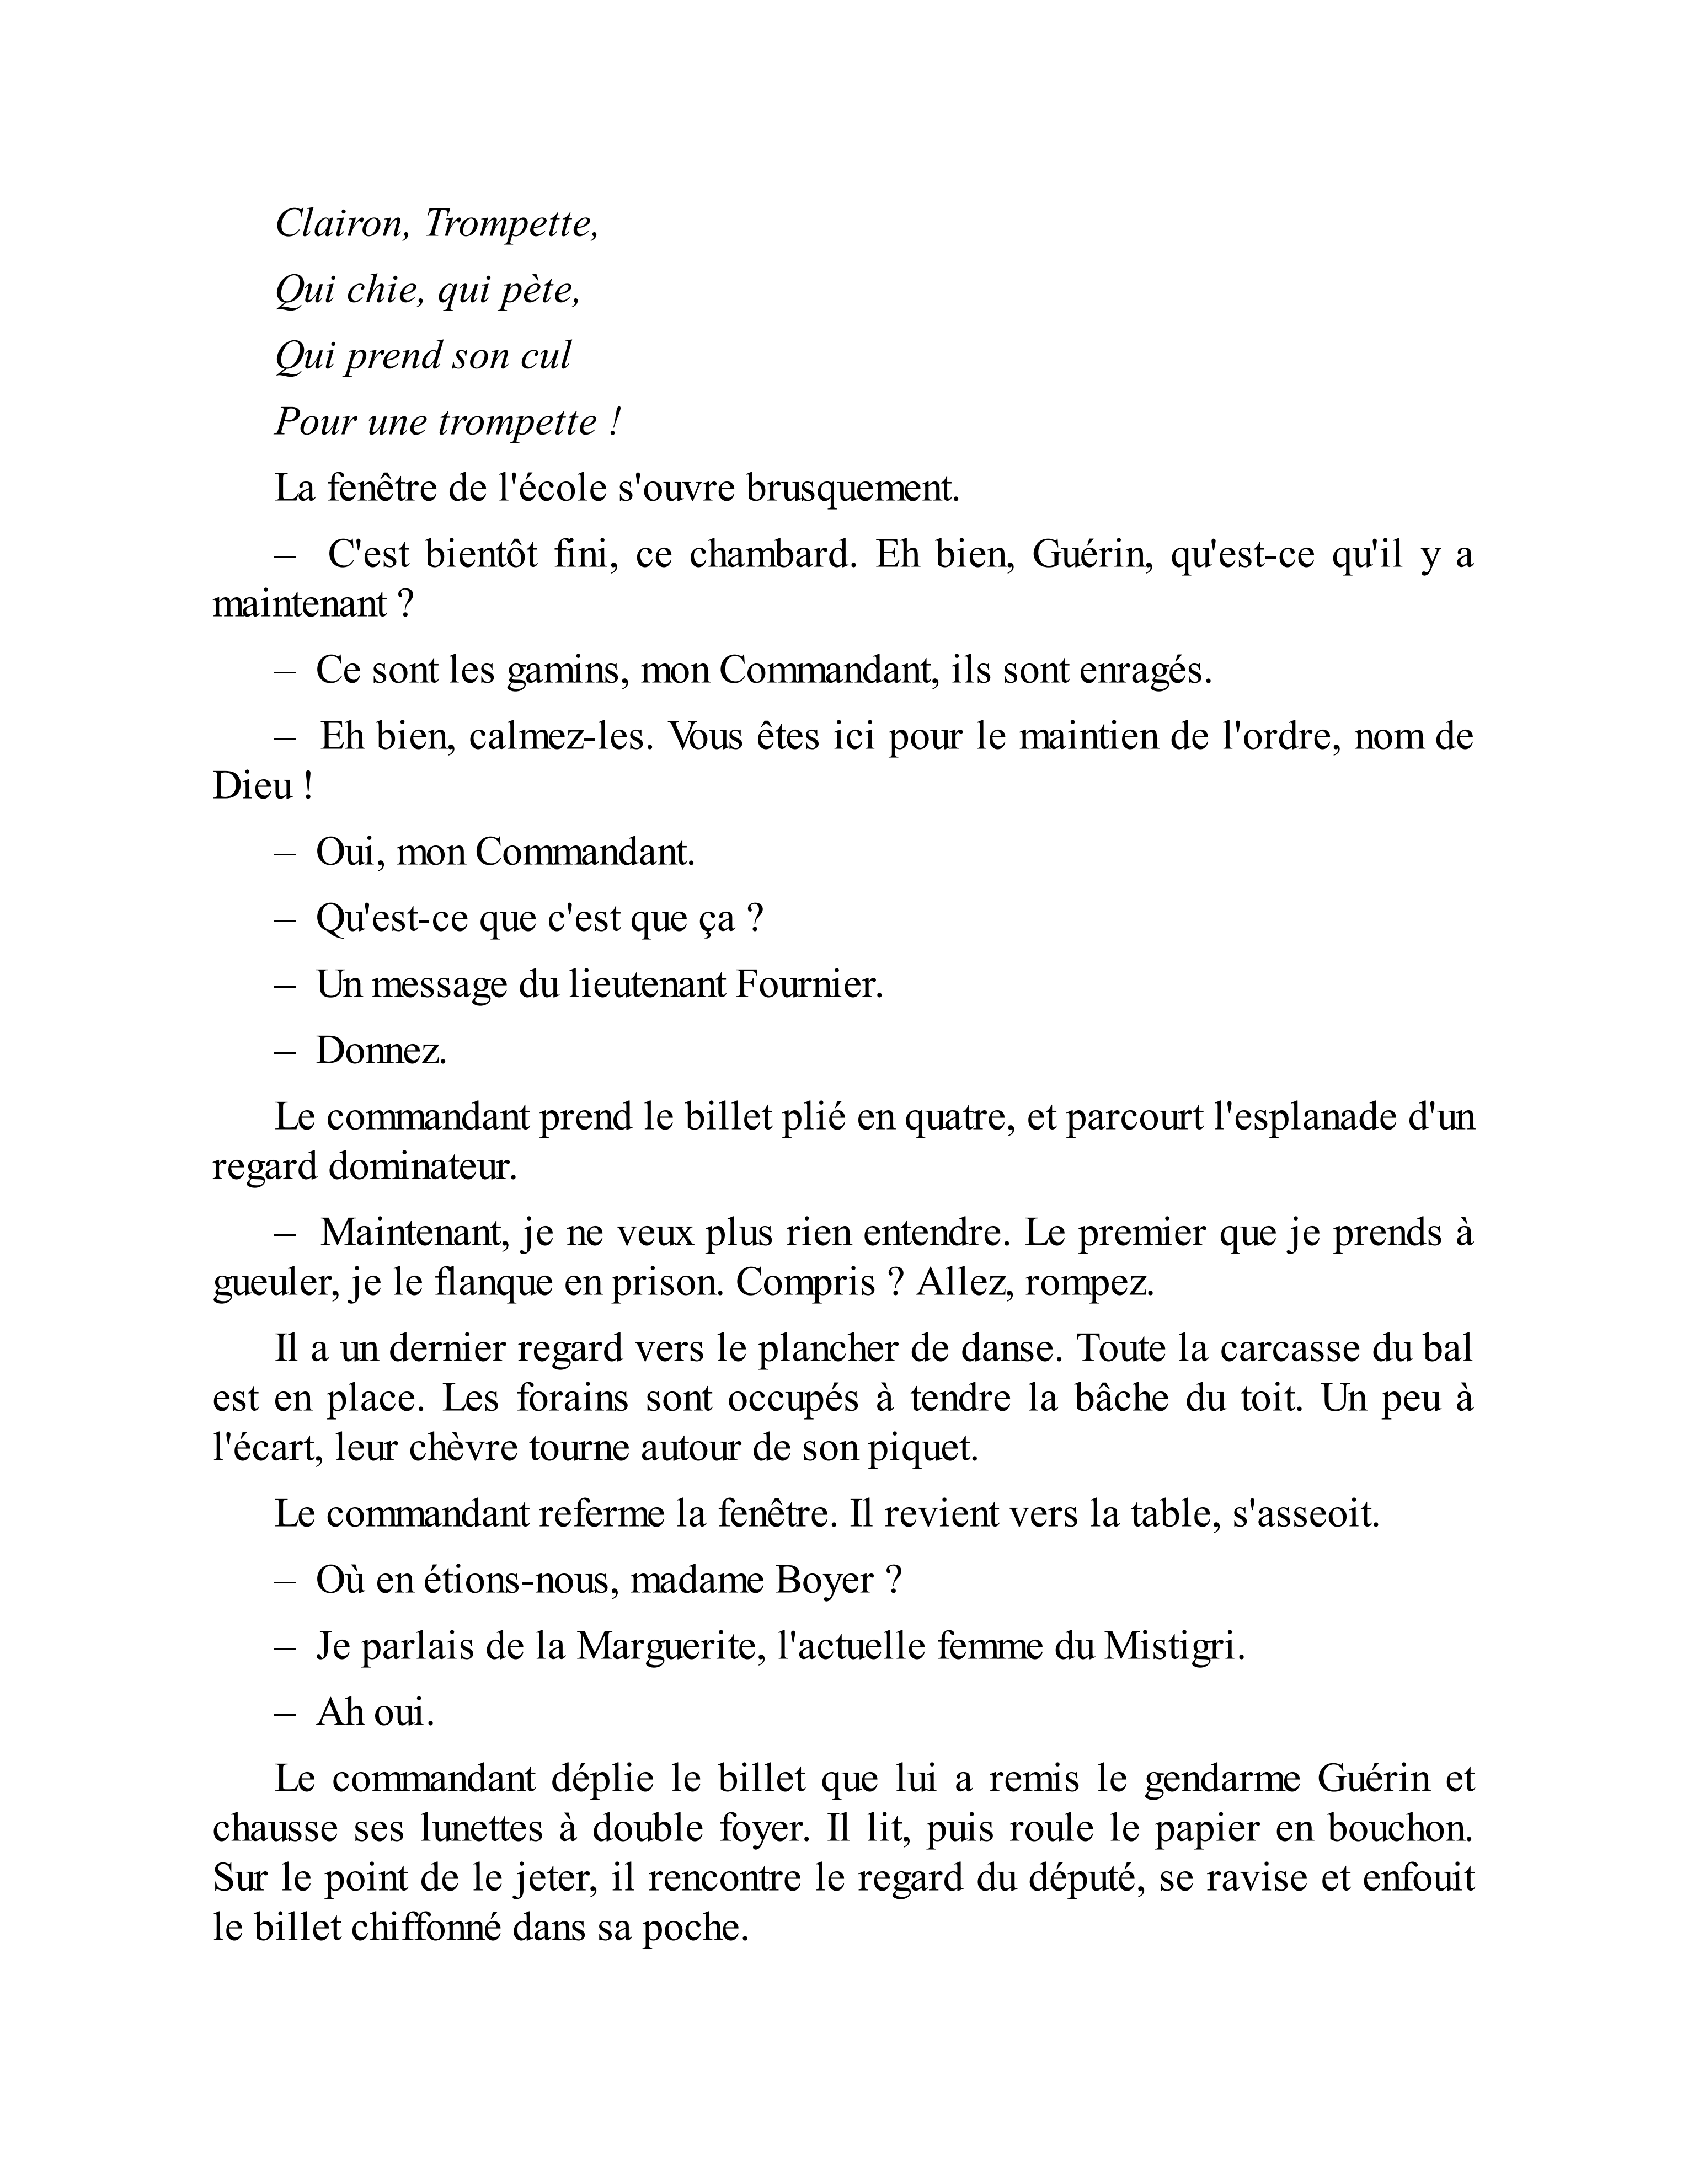 Clairon, Trompette,
Qui chie, qui pète,
Qui prend son cul
Pour une trompette !
La fenêtre de l'école s'ouvre brusquement.
– C'est bientôt fini, ce chambard. Eh bien, Guérin, qu'est-ce qu'il y a
maintenant ?
– Ce sont les gamins, mon Commandant, ils sont enragés.
– Eh bien, calmez-les. Vous êtes ici pour le maintien de l'ordre, nom de
Dieu !
– Oui, mon Commandant.
– Qu'est-ce que c'est que ça ?
– Un message du lieutenant Fournier.
– Donnez.
Le commandant prend le billet plié en quatre, et parcourt l'esplanade d'un
regard dominateur.
– Maintenant, je ne veux plus rien entendre. Le premier que je prends à
gueuler, je le flanque en prison. Compris ? Allez, rompez.
Il a un dernier regard vers le plancher de danse. Toute la carcasse du bal
est en place. Les forains sont occupés à tendre la bâche du toit. Un peu à
l'écart, leur chèvre tourne autour de son piquet.
Le commandant referme la fenêtre. Il revient vers la table, s'asseoit.
– Où en étions-nous, madame Boyer ?
– Je parlais de la Marguerite, l'actuelle femme du Mistigri.
– Ah oui.
Le commandant déplie le billet que lui a remis le gendarme Guérin et
chausse ses lunettes à double foyer. Il lit, puis roule le papier en bouchon.
Sur le point de le jeter, il rencontre le regard du député, se ravise et enfouit
le billet chiffonné dans sa poche.